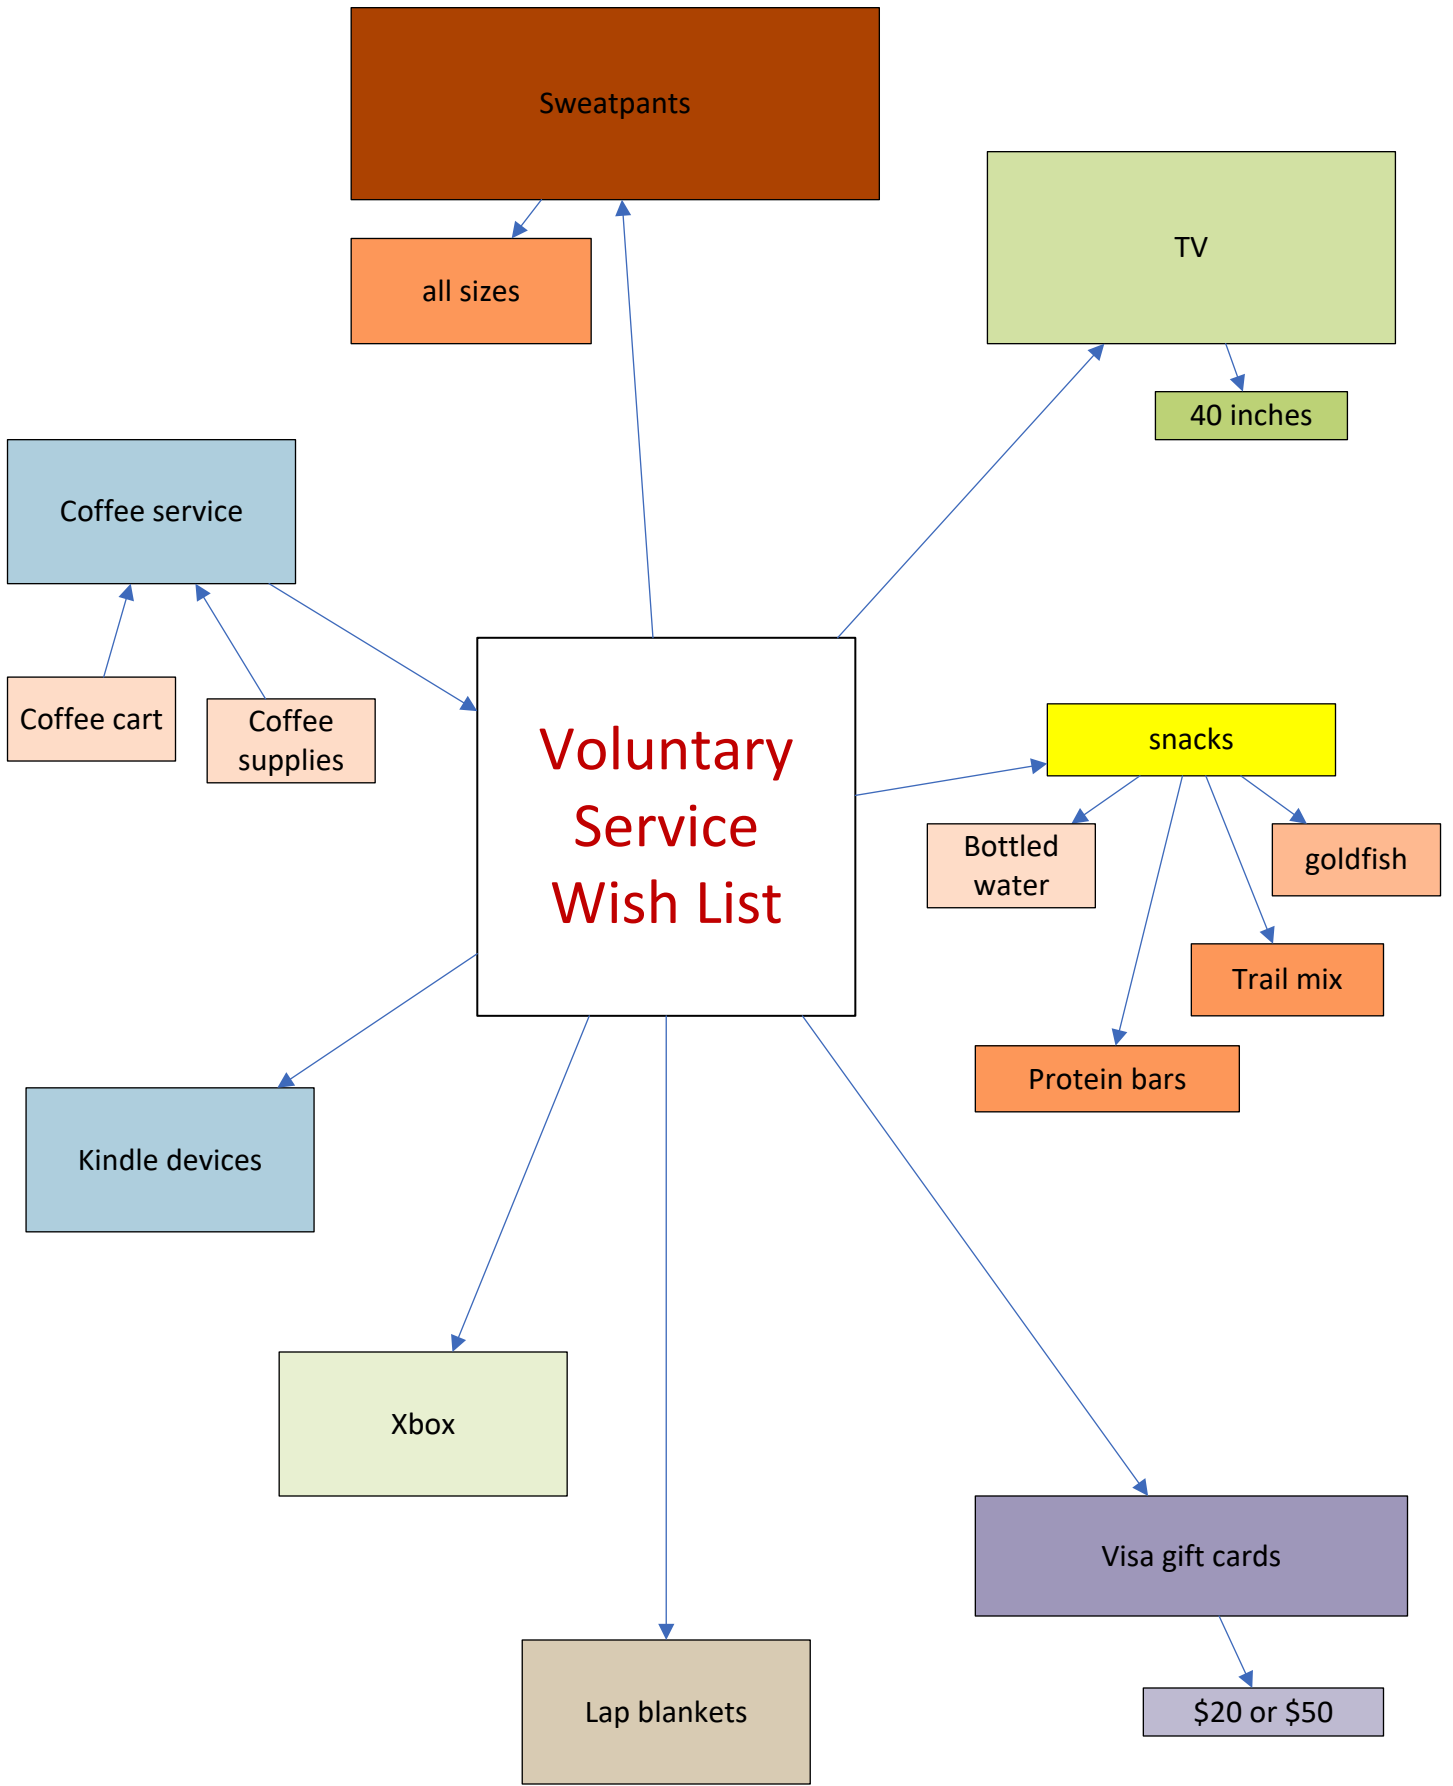 Sweatpants
all sizes
TV
40 inches
Coffee service
Coffee cart
Coffee
supplies
Voluntary
Service
Wish List
snacks
Bottled
water
goldfish
Trail mix
Protein bars
Kindle devices
Xbox
Lap blankets
Visa gift cards
$20 or $50